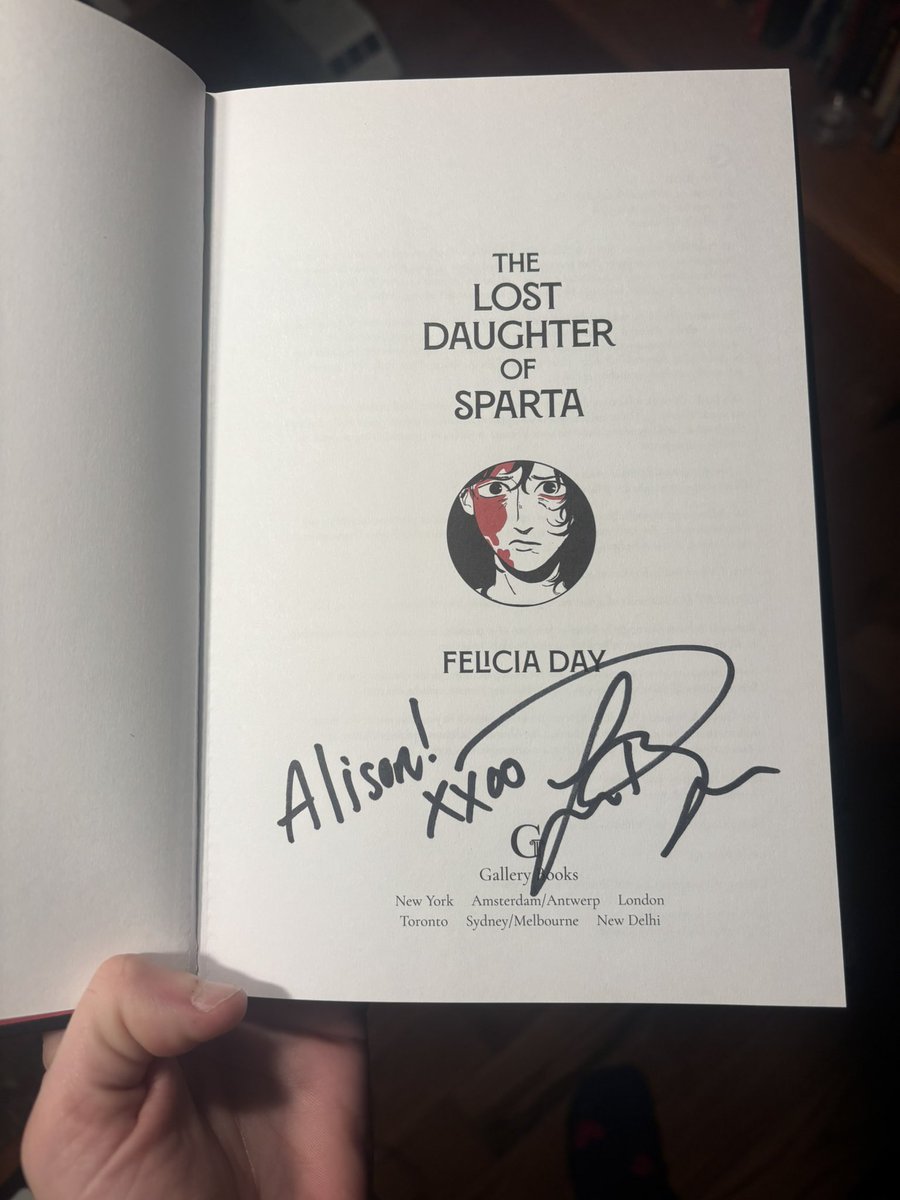 THE
LOST
DAUGHTER
OF
SPARTA
FELICIA DAY
Alison!
xxoo
G
Gallery Books
New York Amsterdam/Antwerp London
Toronto Sydney/Melbourne New Delhi